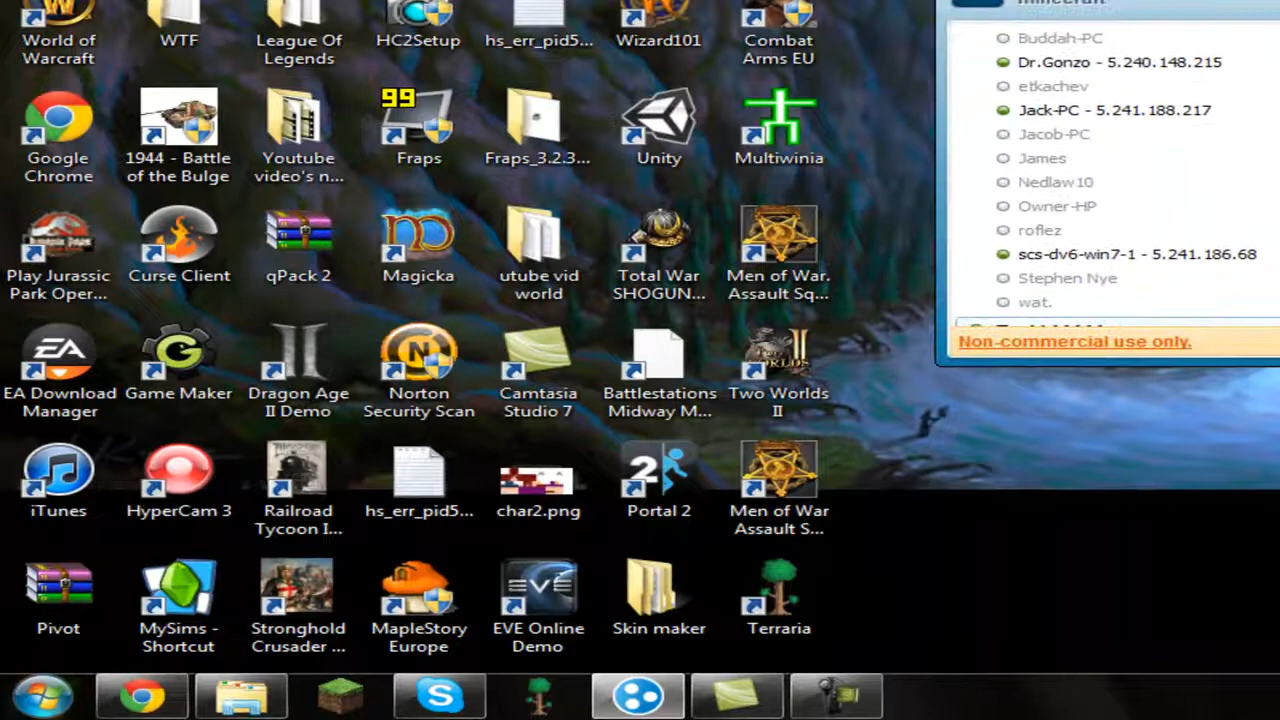 World of
Warcraft
WTF
League Of
Legends
HC2Setup
hs_err_pid5...
Wizard101
Combat
Arms EU
Google
Chrome
1944 - Battle
of the Bulge
Youtube
video's n...
99
Fraps
Fraps_3.2.3...
Unity
Multiwinia
Play Jurassic
Park Oper...
Curse Client
qPack 2
Magicka
utube vid
world
Total War
SHOGUN...
Men of War.
Assault Sq...
EA Download
Manager
Game Maker
Dragon Age
II Demo
Norton
Security Scan
Camtasia
Studio 7
Battlestations
Midway M...
Two Worlds
II
iTunes
HyperCam 3
Railroad
Tycoon I...
hs_err_pid5...
char2.png
Portal 2
Men of War
Assault S...
Pivot
MySims -
Shortcut
Stronghold
Crusader ...
MapleStory
Europe
EVE Online
Demo
Skin maker
Terraria
minecraft
Buddah-PC
Dr.Gonzo - 5.240.148.215
etkachev
Jack-PC - 5.241.188.217
Jacob-PC
James
Nedlaw10
Owner-HP
roflez
scs-dv6-win7-1 - 5.241.186.68
Stephen Nye
wat.
Non-commercial use only.